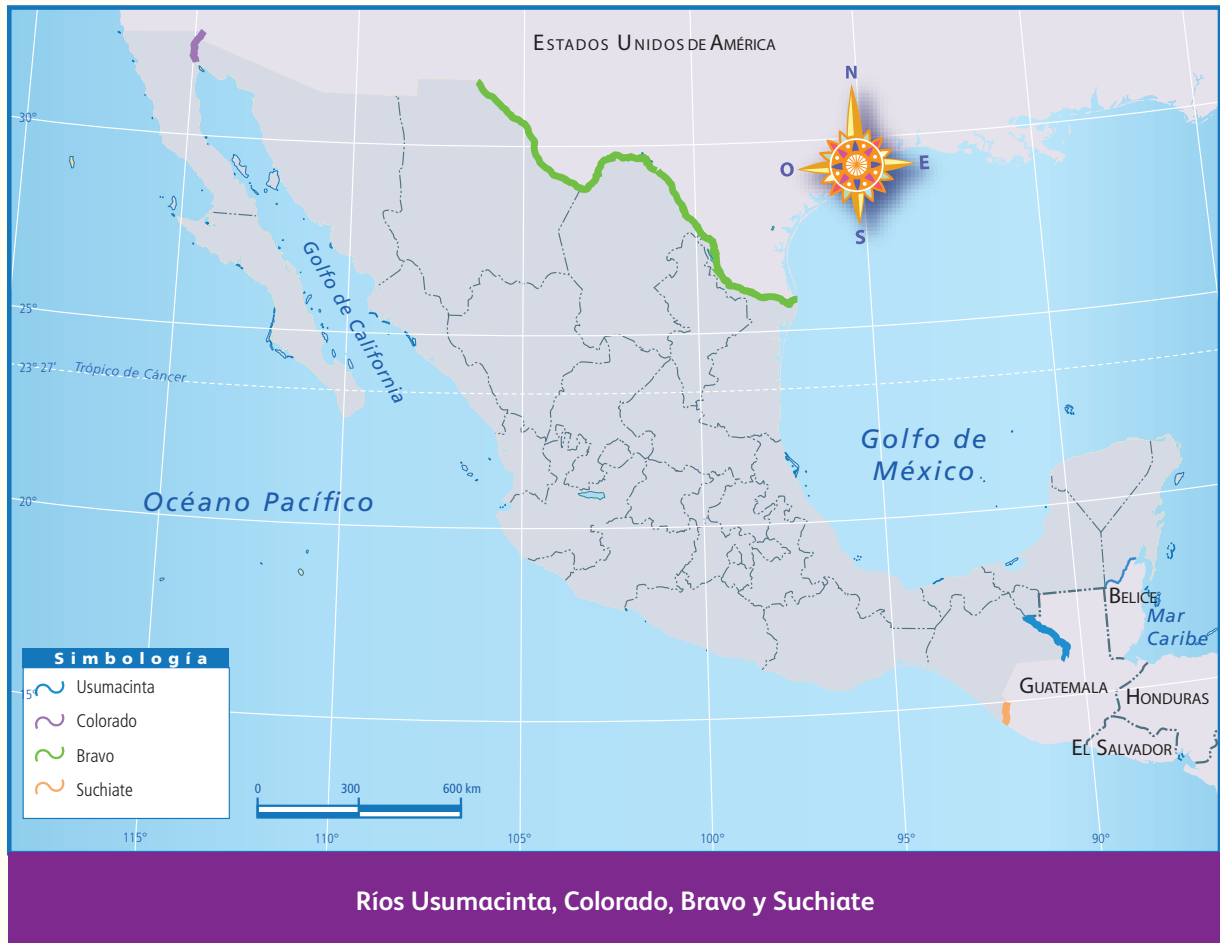 ESTADOS UNIDOS DE AMÉRICA
N
O
E
S
30°
25°
23° 27'
Trópico de Cáncer
20°
15°
Golfo de California
Golfo de
México
Océano Pacífico
BELICE
Mar
Caribe
GUATEMALA
HONDURAS
EL SALVADOR
Simbología
Usumacinta
Colorado
Bravo
Suchiate
0 300 600 km
115° 110° 105° 100° 95° 90°
Ríos Usumacinta, Colorado, Bravo y Suchiate